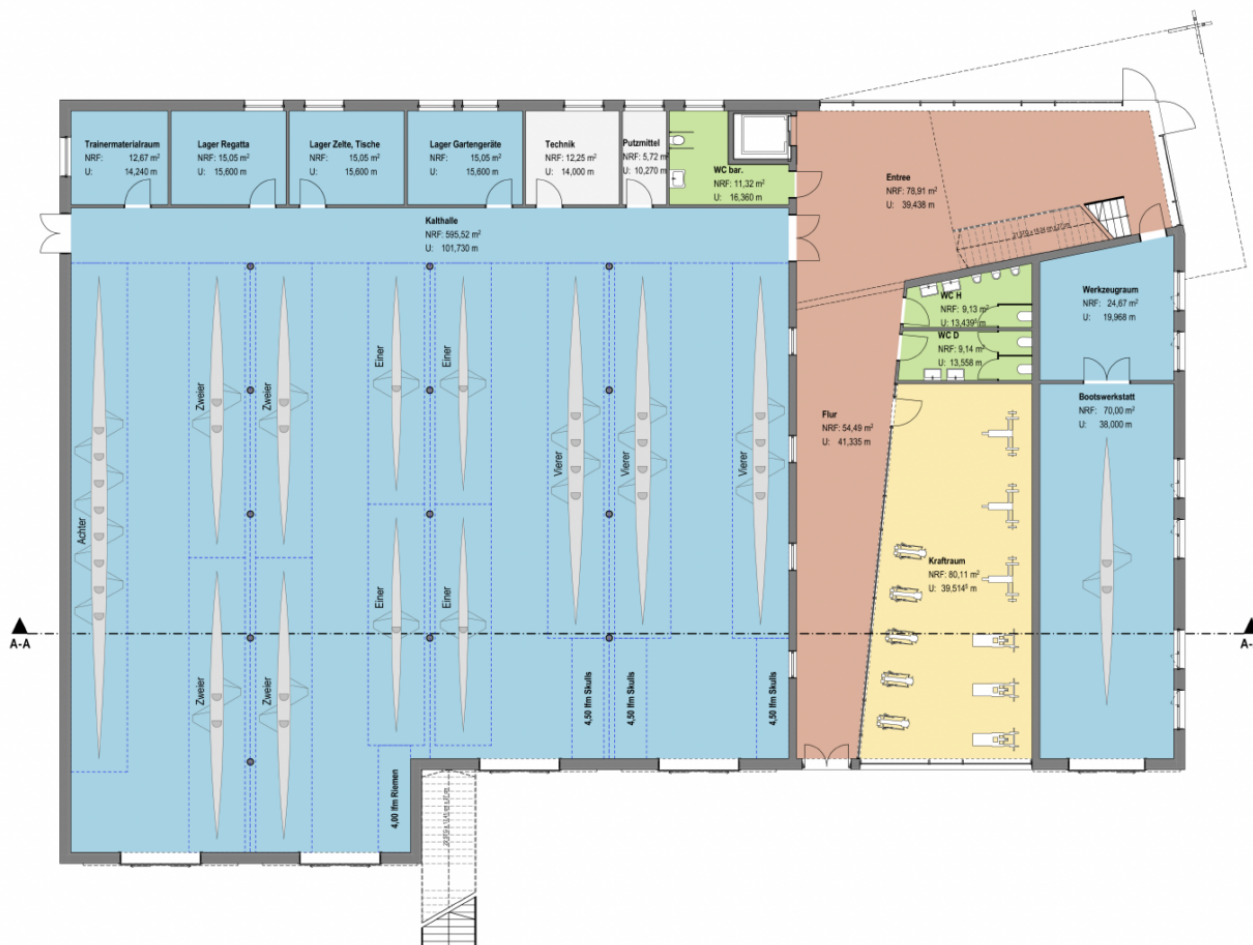 Trainermaterialraum
NRF: 12,67 m²
U: 14,240 m
Lager Regatta
NRF: 15,05 m²
U: 15,600 m
Lager Zelte, Tische
NRF: 15,05 m²
U: 15,600 m
Lager Gartengeräte
NRF: 15,05 m²
U: 15,600 m
Technik
NRF: 12,25 m²
U: 14,000 m
Putzmittel
NRF: 5,72 m
U: 10,270 m
WC bar.
NRF: 11,32 m²
U: 16,360 m
Entree
NRF: 78,91 m²
U: 39,438 m
Kalthalle
NRF: 595,52 m²
U: 101,730 m
WC H
NRF: 9,13 m²
U: 13,439⁵ m
WC D
NRF: 9,14 m²
U: 13,558 m
Werkzeugraum
NRF: 24,67 m²
U: 19,968 m
Bootswerkstatt
NRF: 70,00 m²
U: 38,000 m
Flur
NRF: 54,49 m²
U: 41,335 m
Kraftraum
NRF: 80,11 m²
U: 39,514⁵ m
Achter
Zweier
Zweier
Einer
Einer
Vierer
Vierer
Vierer
Zweier
Zweier
Einer
Einer
4,00 lfm Riemen
4,50 lfm Skulls
4,50 lfm Skulls
4,50 lfm Skulls
A-A
A-